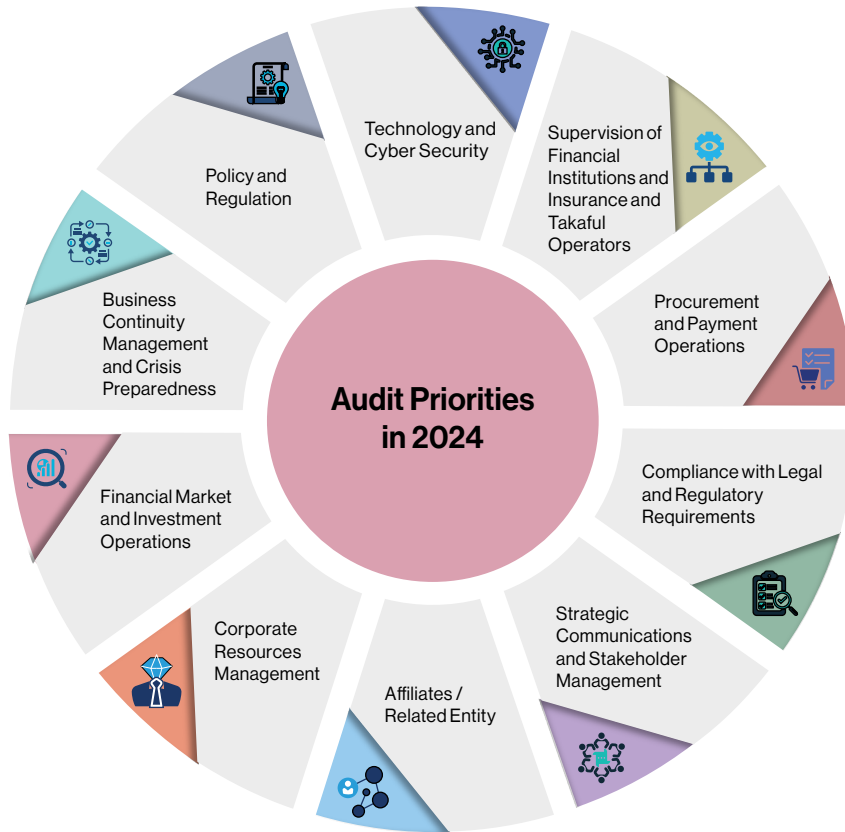 Audit Priorities
in 2024
Technology and
Cyber Security
Supervision of
Financial
Institutions and
Insurance and
Takaful
Operators
Procurement
and Payment
Operations
Compliance with Legal
and Regulatory
Requirements
Strategic
Communications
and Stakeholder
Management
Affiliates /
Related Entity
Corporate
Resources
Management
Financial Market
and Investment
Operations
Business
Continuity
Management
and Crisis
Preparedness
Policy and
Regulation